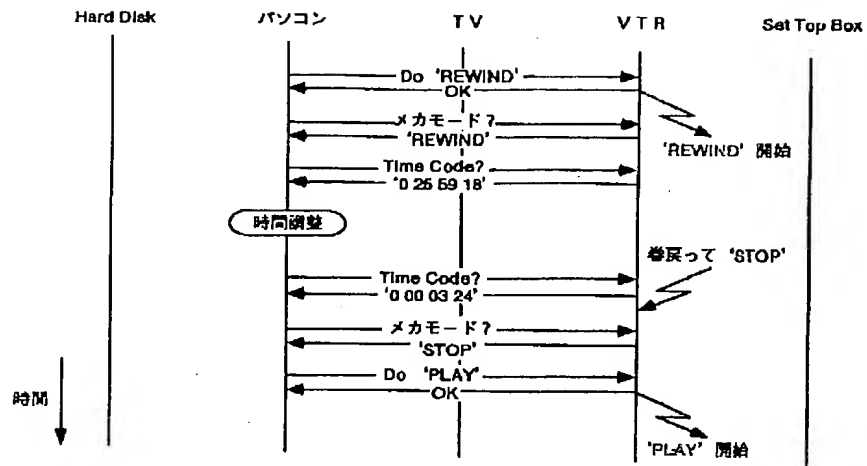 Hard Disk パソコン TV VTR Set Top Box
Do 'REWIND'
OK
メカモード?
'REWIND'
'REWIND' 開始
Time Code?
'0 25 59 18'
時間調整
巻戻って 'STOP'
Time Code?
'0 00 03 24'
メカモード?
'STOP'
Do 'PLAY'
OK
時間
'PLAY' 開始